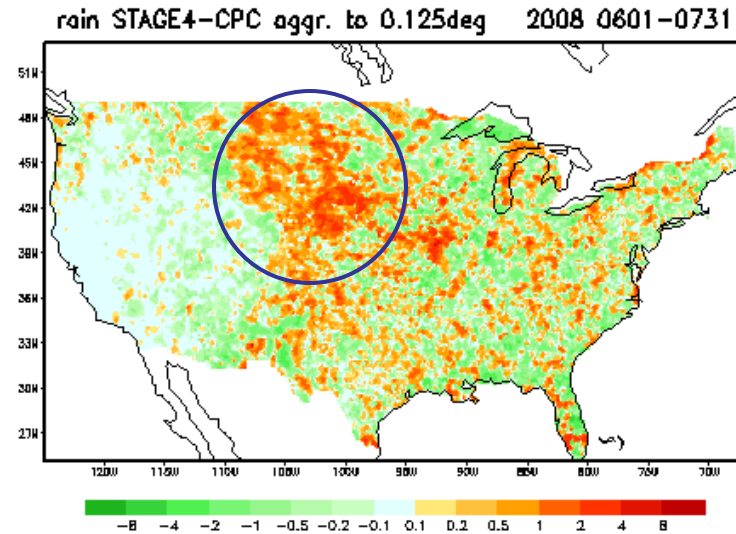 rain STAGE4-CPC aggr. to 0.125deg 2008 0601-0731
51N
48N
45N
42N
39N
36N
33N
30N
27N
120W 115W 110W 105W 100W 95W 90W 85W 80W 75W 70W
-8 -4 -2 -1 -0.5 -0.2 -0.1 0.1 0.2 0.5 1 2 4 8